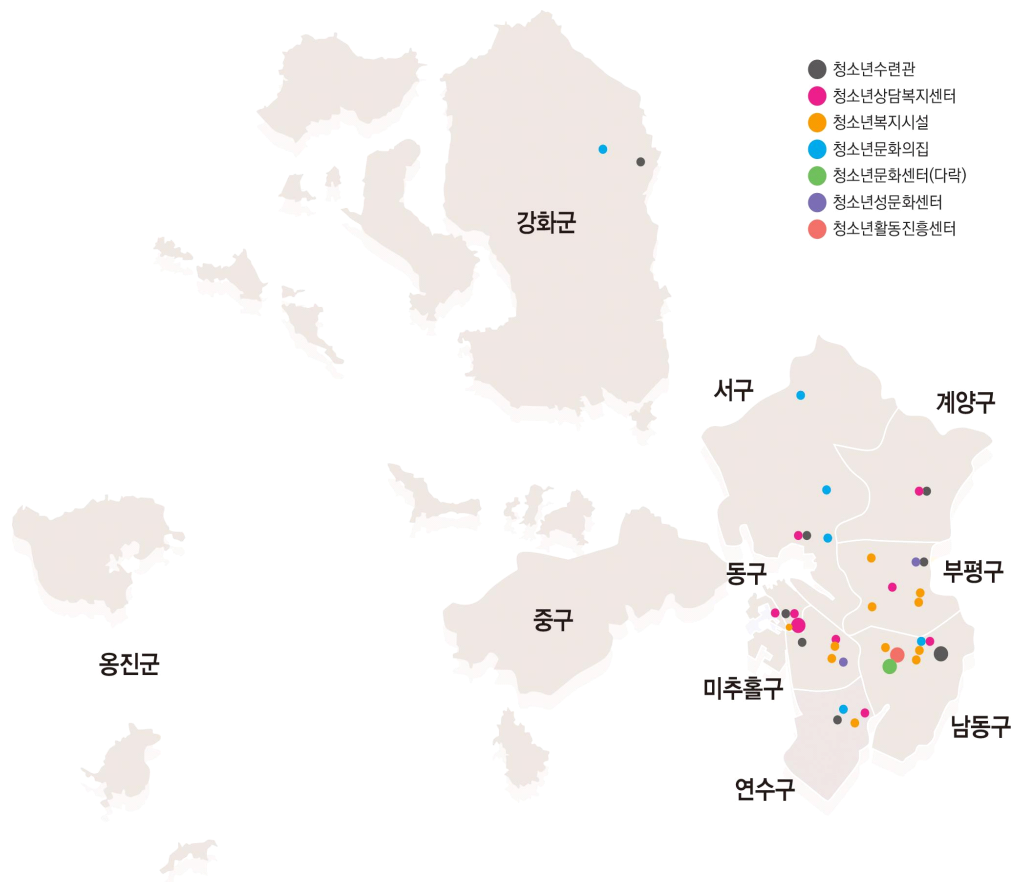 청소년수련관
청소년상담복지센터
청소년복지시설
청소년문화의집
청소년문화센터(다락)
청소년성문화센터
청소년활동진흥센터
강화군
서구
계양구
동구
부평구
중구
옹진군
미추홀구
남동구
연수구